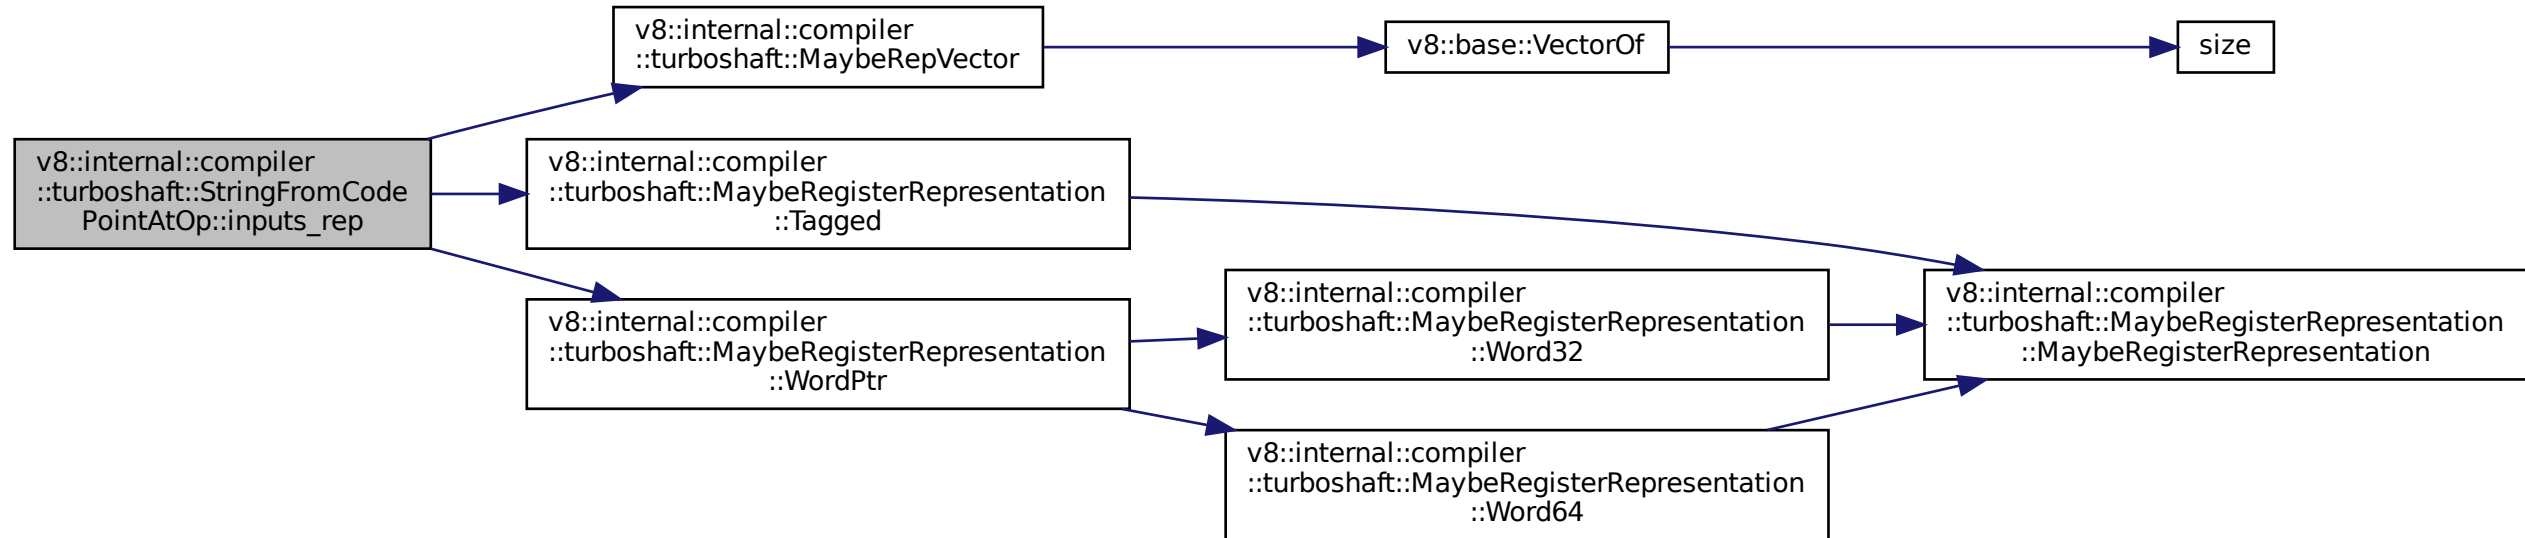 v8::internal::compiler
::turboshaft::MaybeRepVector
v8::base::VectorOf
size
v8::internal::compiler
::turboshaft::StringFromCode
PointAtOp::inputs_rep
v8::internal::compiler
::turboshaft::MaybeRegisterRepresentation
::Tagged
v8::internal::compiler
::turboshaft::MaybeRegisterRepresentation
::WordPtr
v8::internal::compiler
::turboshaft::MaybeRegisterRepresentation
::Word32
v8::internal::compiler
::turboshaft::MaybeRegisterRepresentation
::MaybeRegisterRepresentation
v8::internal::compiler
::turboshaft::MaybeRegisterRepresentation
::Word64